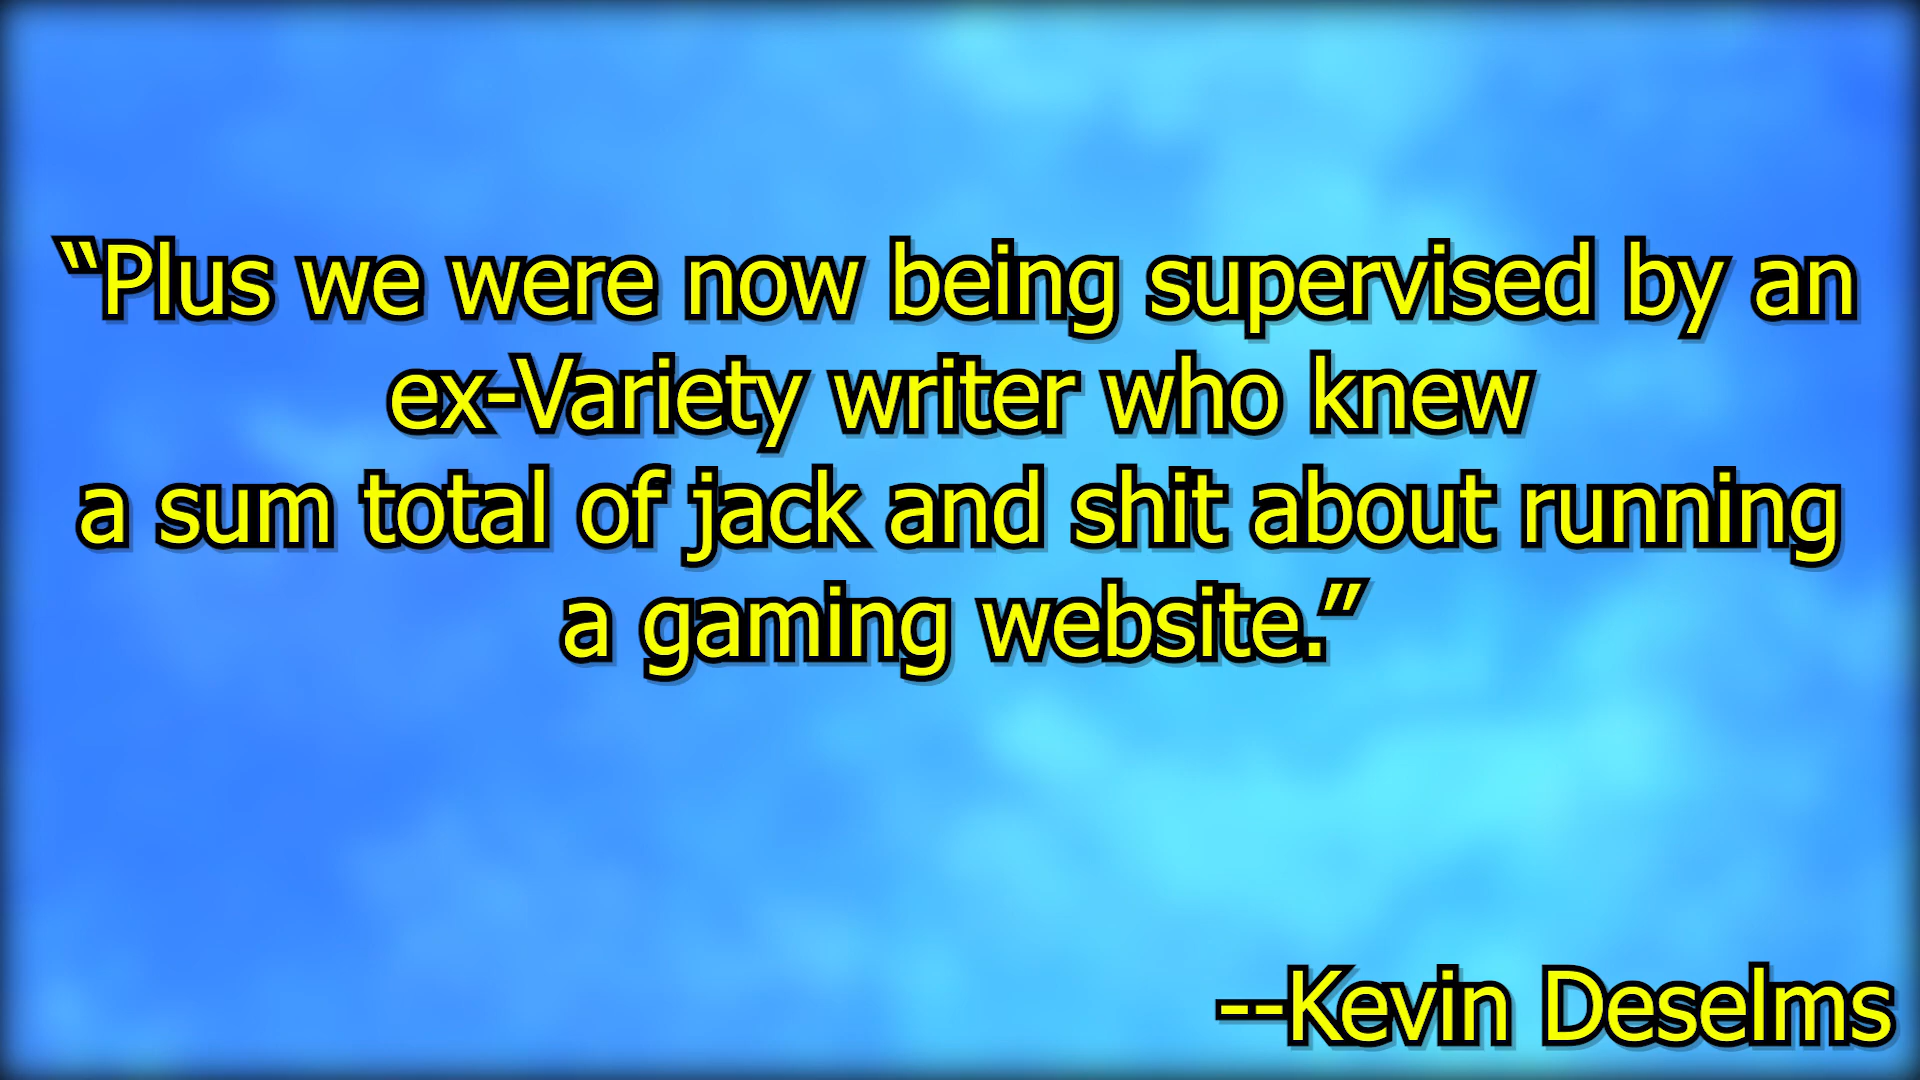 “Plus we were now being supervised by an
ex-Variety writer who knew
a sum total of jack and shit about running
a gaming website.”
--Kevin Deselms